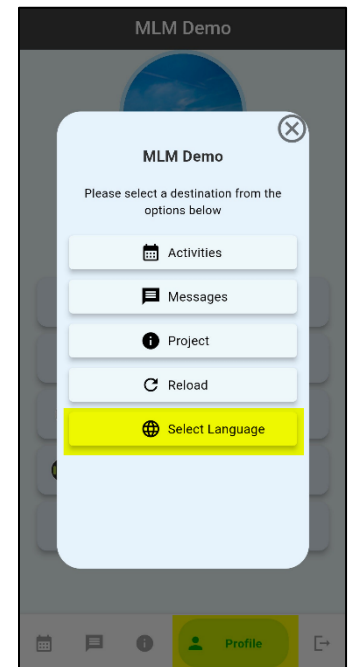 MLM Demo
MLM Demo
Please select a destination from the
options below
Activities
Messages
Project
Reload
Select Language
Profile